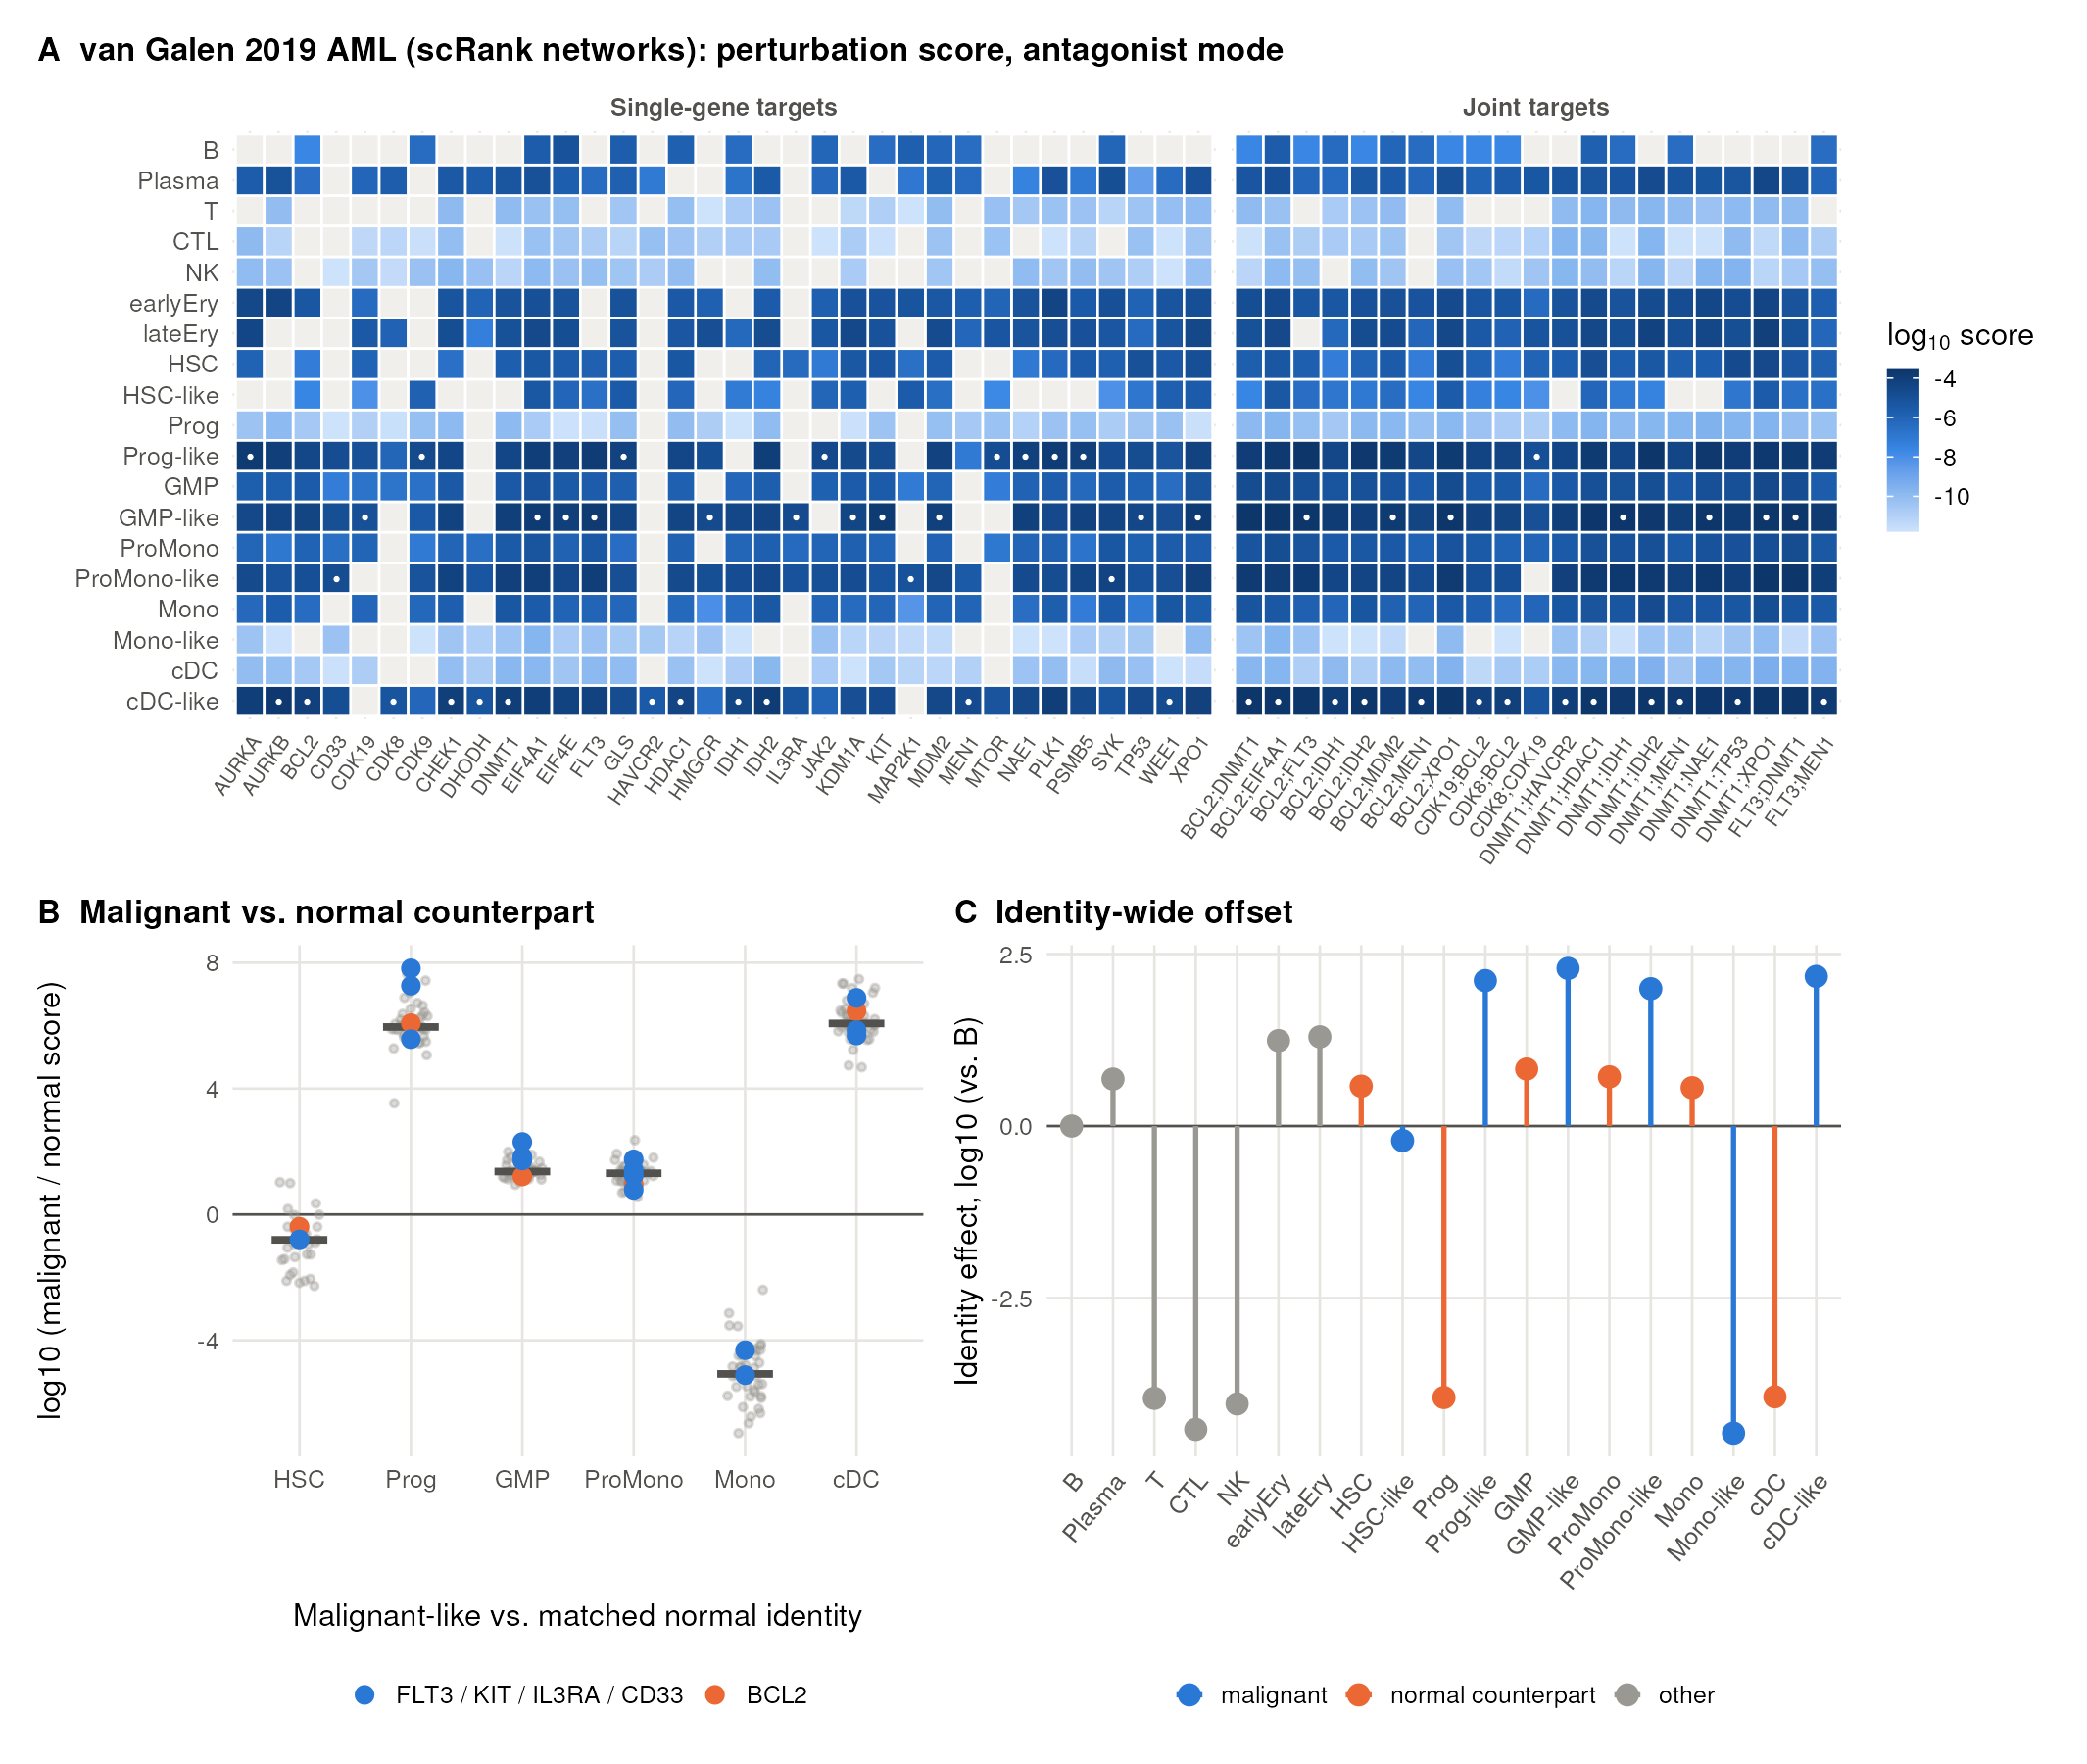 A van Galen 2019 AML (scRank networks): perturbation score, antagonist mode
Single-gene targets
Joint targets
B
Plasma
T
CTL
NK
earlyEry
lateEry
HSC
HSC-like
Prog
Prog-like
GMP
GMP-like
ProMono
ProMono-like
Mono
Mono-like
cDC
cDC-like
AURKA
AURKB
BCL2
CD33
CDK19
CDK8
CDK9
CHEK1
DHODH
DNMT1
EIF4A1
EIF4E
FLT3
GLS
HAVCR2
HDAC1
HMGCR
IDH1
IDH2
IL3RA
JAK2
KDM1A
KIT
MAP2K1
MDM2
MEN1
MTOR
NAE1
PLK1
PSMB5
SYK
TP53
WEE1
XPO1
BCL2;DNMT1
BCL2;EIF4A1
BCL2;FLT3
BCL2;IDH1
BCL2;IDH2
BCL2;MDM2
BCL2;MEN1
BCL2;XPO1
CDK19;BCL2
CDK8;BCL2
CDK8;CDK19
DNMT1;HAVCR2
DNMT1;HDAC1
DNMT1;IDH1
DNMT1;IDH2
DNMT1;MEN1
DNMT1;NAE1
DNMT1;TP53
DNMT1;XPO1
FLT3;DNMT1
FLT3;MEN1
log10 score
-4
-6
-8
-10
B Malignant vs. normal counterpart
log10 (malignant / normal score)
8
4
0
-4
HSC
Prog
GMP
ProMono
Mono
cDC
Malignant-like vs. matched normal identity
FLT3 / KIT / IL3RA / CD33
BCL2
C Identity-wide offset
Identity effect, log10 (vs. B)
2.5
0.0
-2.5
B
Plasma
T
CTL
NK
earlyEry
lateEry
HSC
HSC-like
Prog
Prog-like
GMP
GMP-like
ProMono
ProMono-like
Mono
Mono-like
cDC
cDC-like
malignant
normal counterpart
other